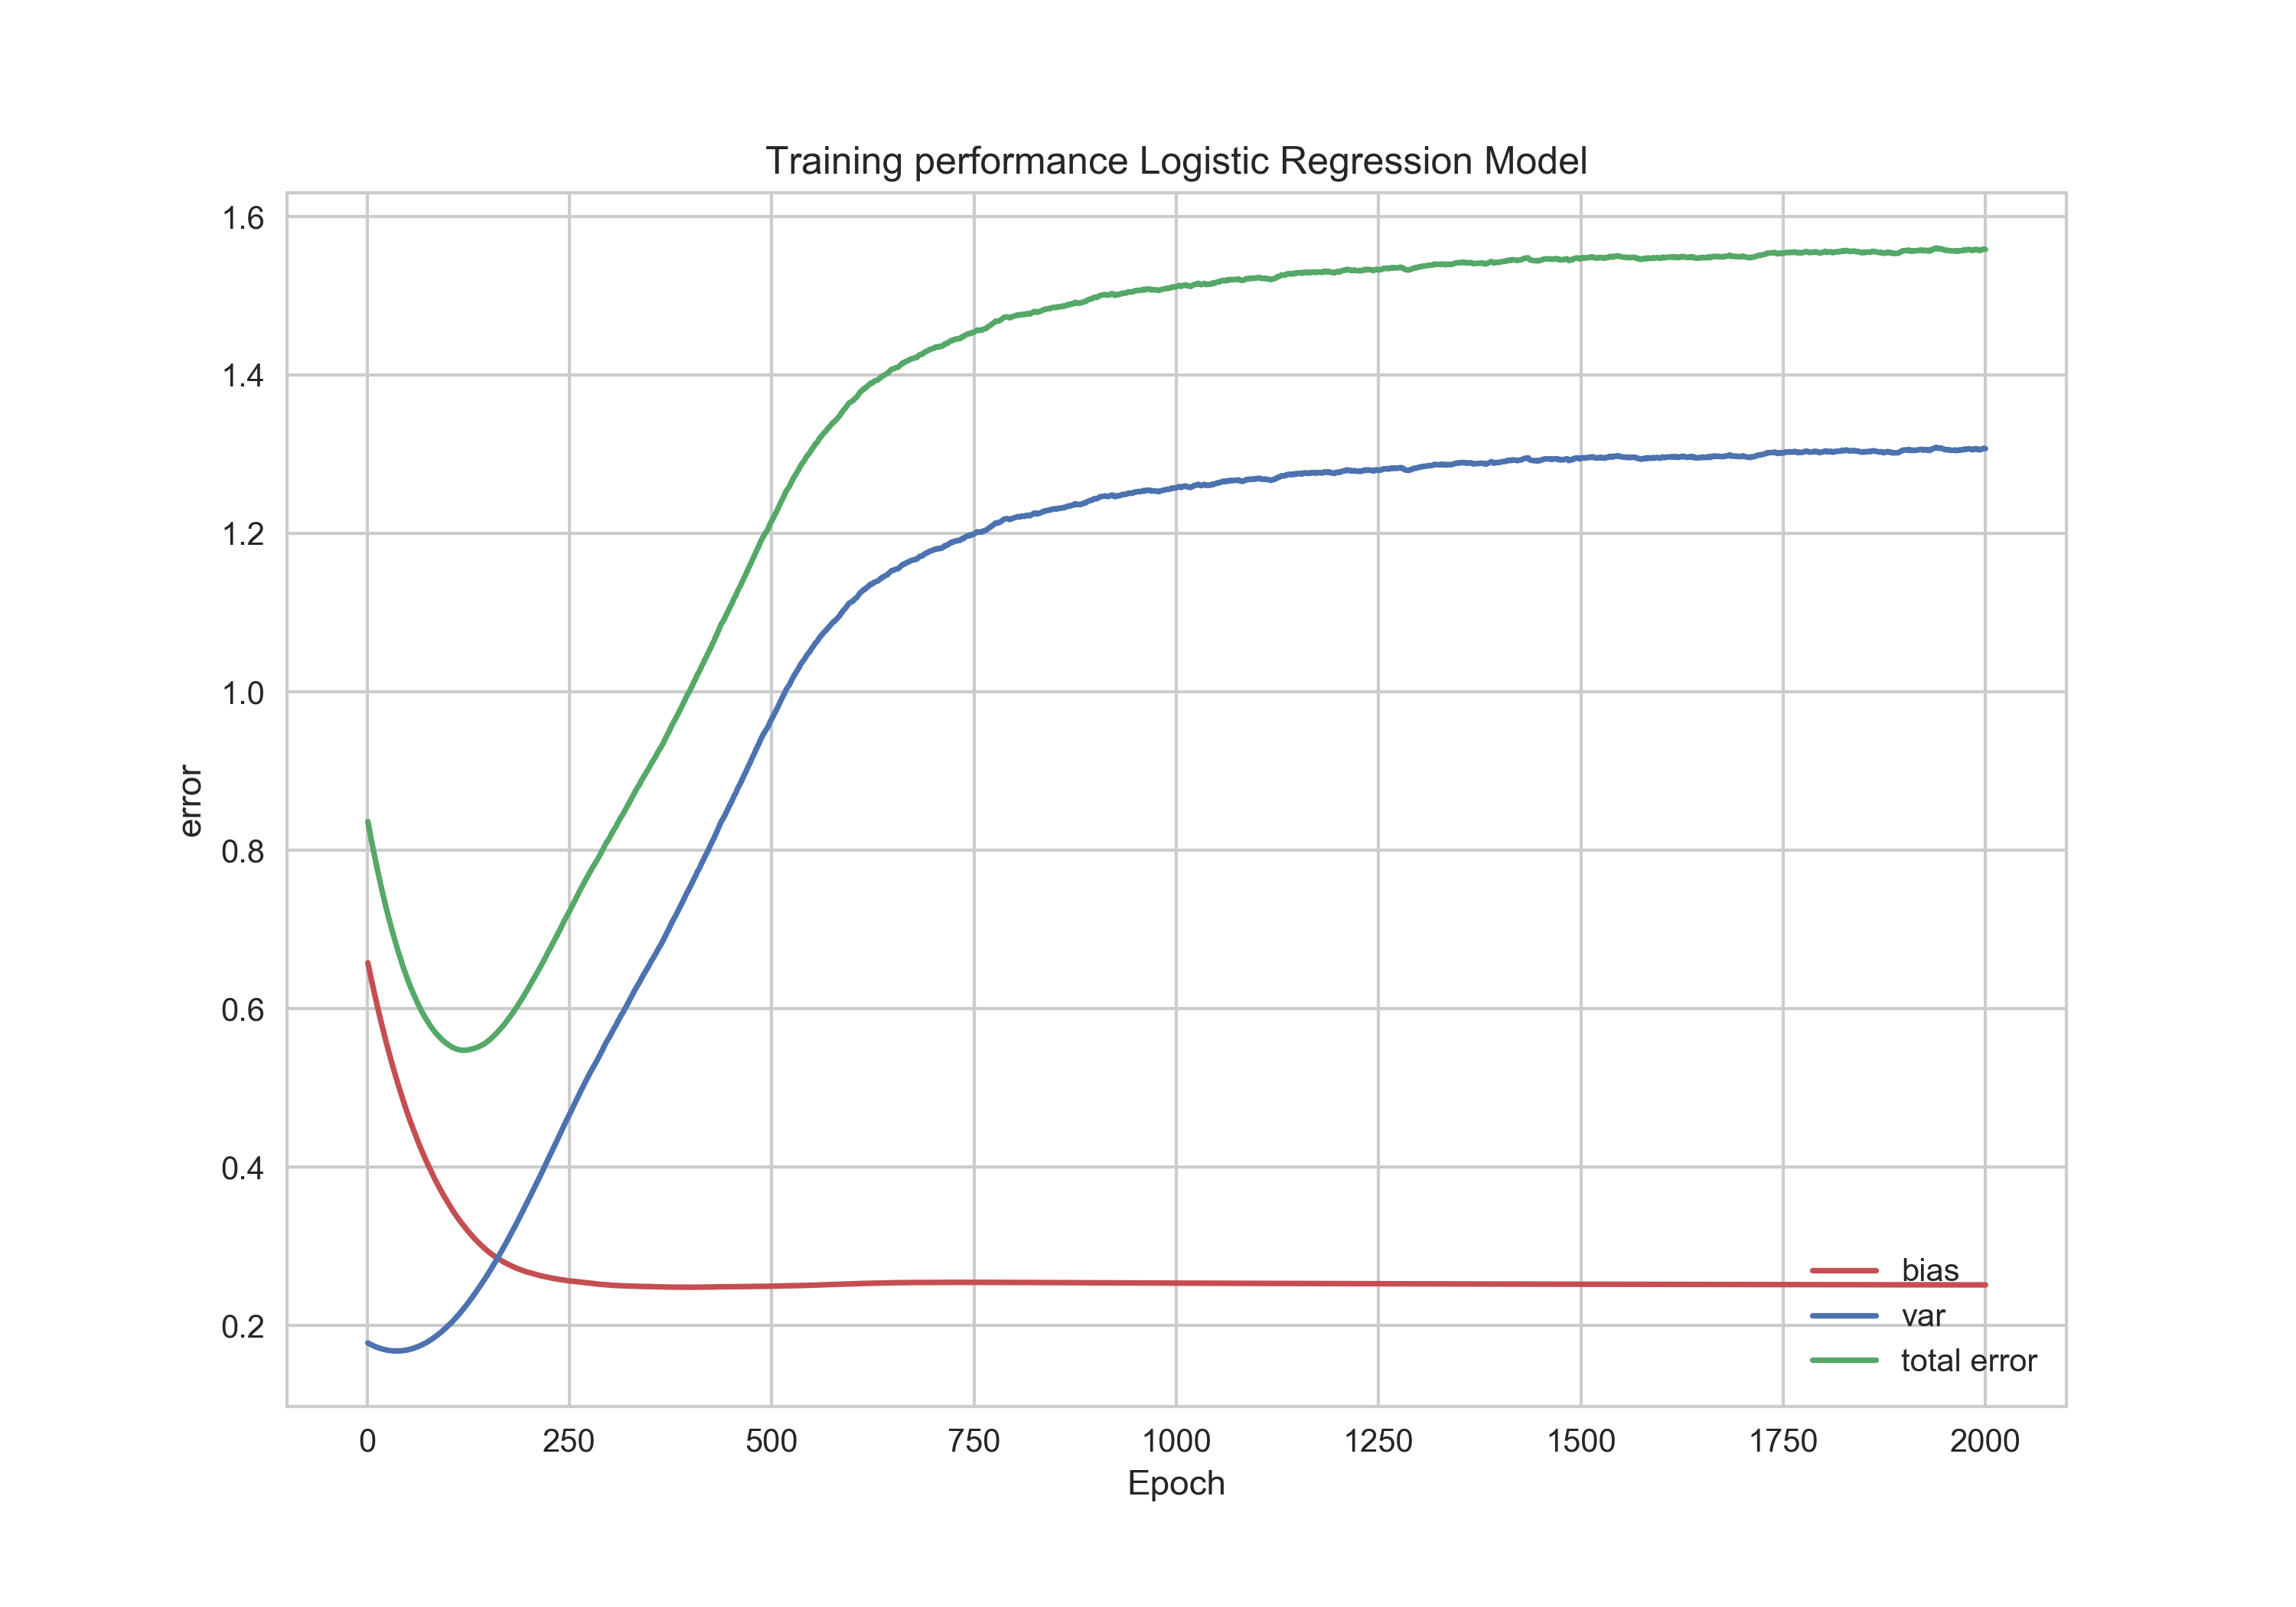 Training performance Logistic Regression Model
1.6
1.4
1.2
1.0
0.8
0.6
0.4
0.2
error
bias
var
total error
0 250 500 750 1000 1250 1500 1750 2000
Epoch